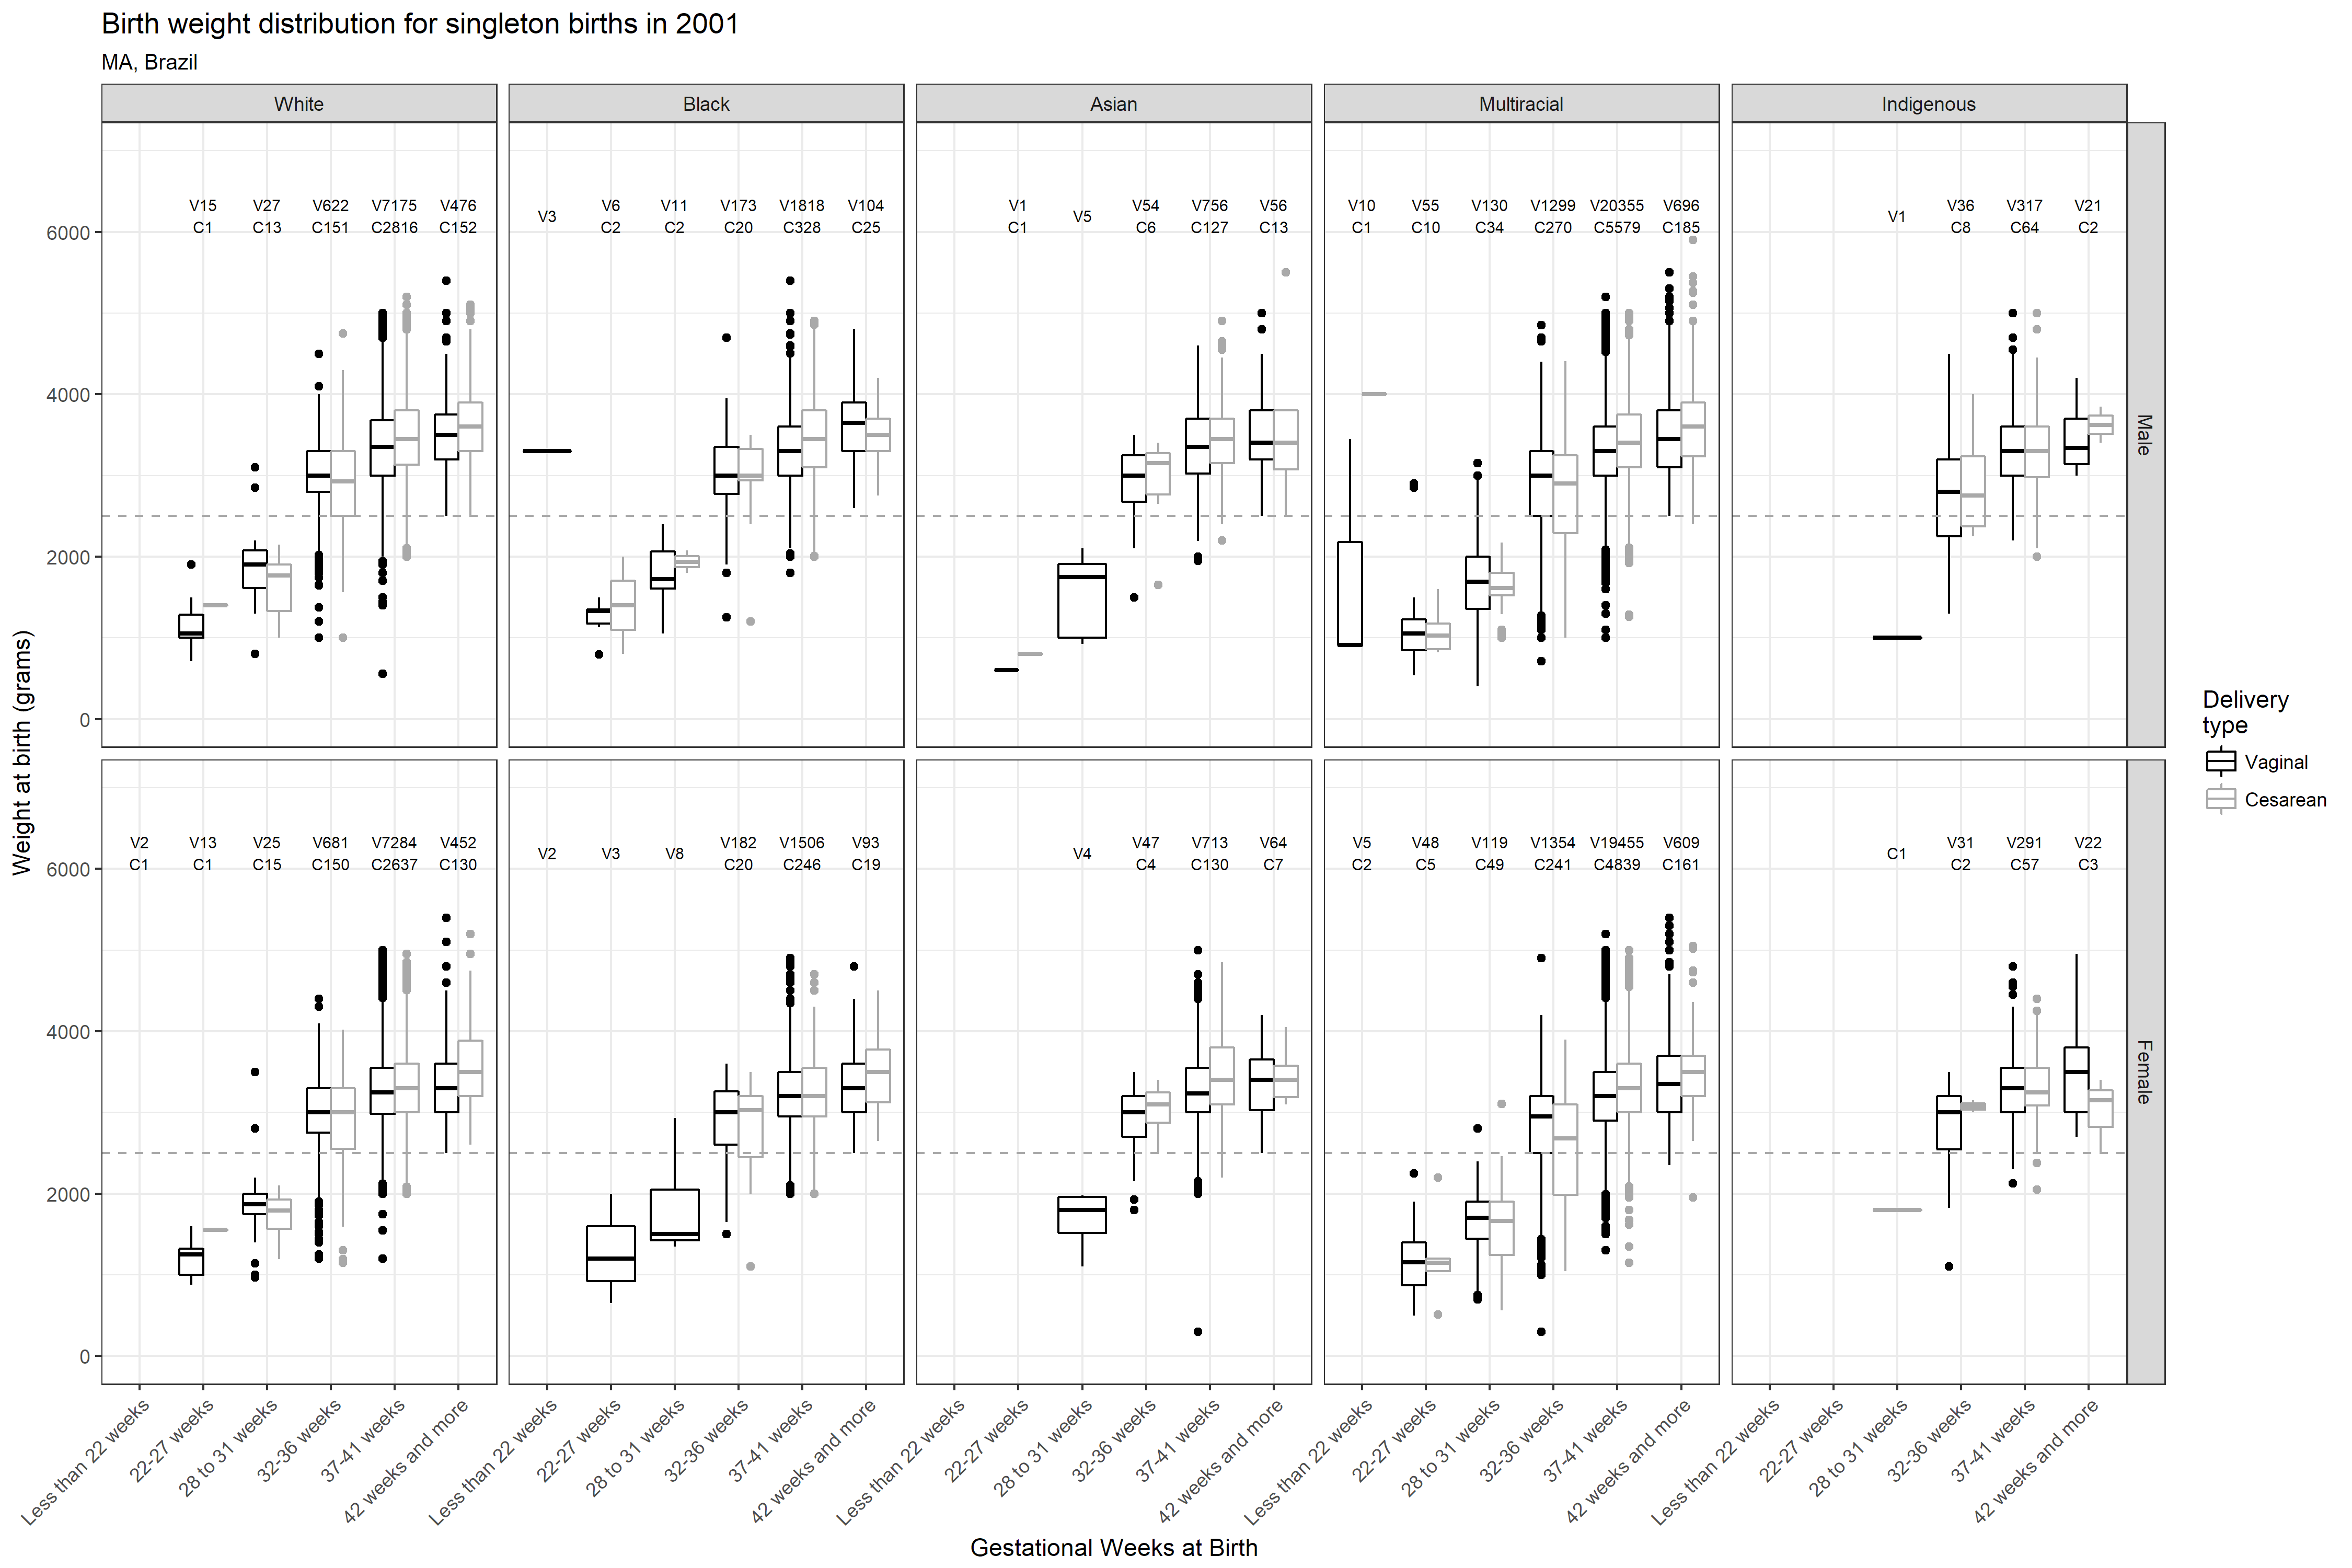 Birth weight distribution for singleton births in 2001
MA, Brazil
White
Black
Asian
Multiracial
Indigenous
V15
V27
V622
V7175
V476
C1
C13
C151
C2816
C152
V3
V6
V11
V173
V1818
V104
C2
C2
C20
C328
C25
V1
V5
V54
V756
V56
C1
C6
C127
C13
V10
V55
V130
V1299
V20355
V696
C1
C10
C34
C270
C5579
C185
V1
V36
V317
V21
C8
C64
C2
6000
4000
2000
0
Male
V2
V13
V25
V681
V7284
V452
C1
C1
C15
C150
C2637
C130
V2
V3
V8
V182
V1506
V93
C20
C246
C19
V4
V47
V713
V64
C4
C130
C7
V5
V48
V119
V1354
V19455
V609
C2
C5
C49
C241
C4839
C161
C1
V31
V291
V22
C2
C57
C3
6000
4000
2000
0
Female
Weight at birth (grams)
Less than 22 weeks
22-27 weeks
28 to 31 weeks
32-36 weeks
37-41 weeks
42 weeks and more
Less than 22 weeks
22-27 weeks
28 to 31 weeks
32-36 weeks
37-41 weeks
42 weeks and more
Less than 22 weeks
22-27 weeks
28 to 31 weeks
32-36 weeks
37-41 weeks
42 weeks and more
Less than 22 weeks
22-27 weeks
28 to 31 weeks
32-36 weeks
37-41 weeks
42 weeks and more
Less than 22 weeks
22-27 weeks
28 to 31 weeks
32-36 weeks
37-41 weeks
42 weeks and more
Gestational Weeks at Birth
Delivery
type
Vaginal
Cesarean